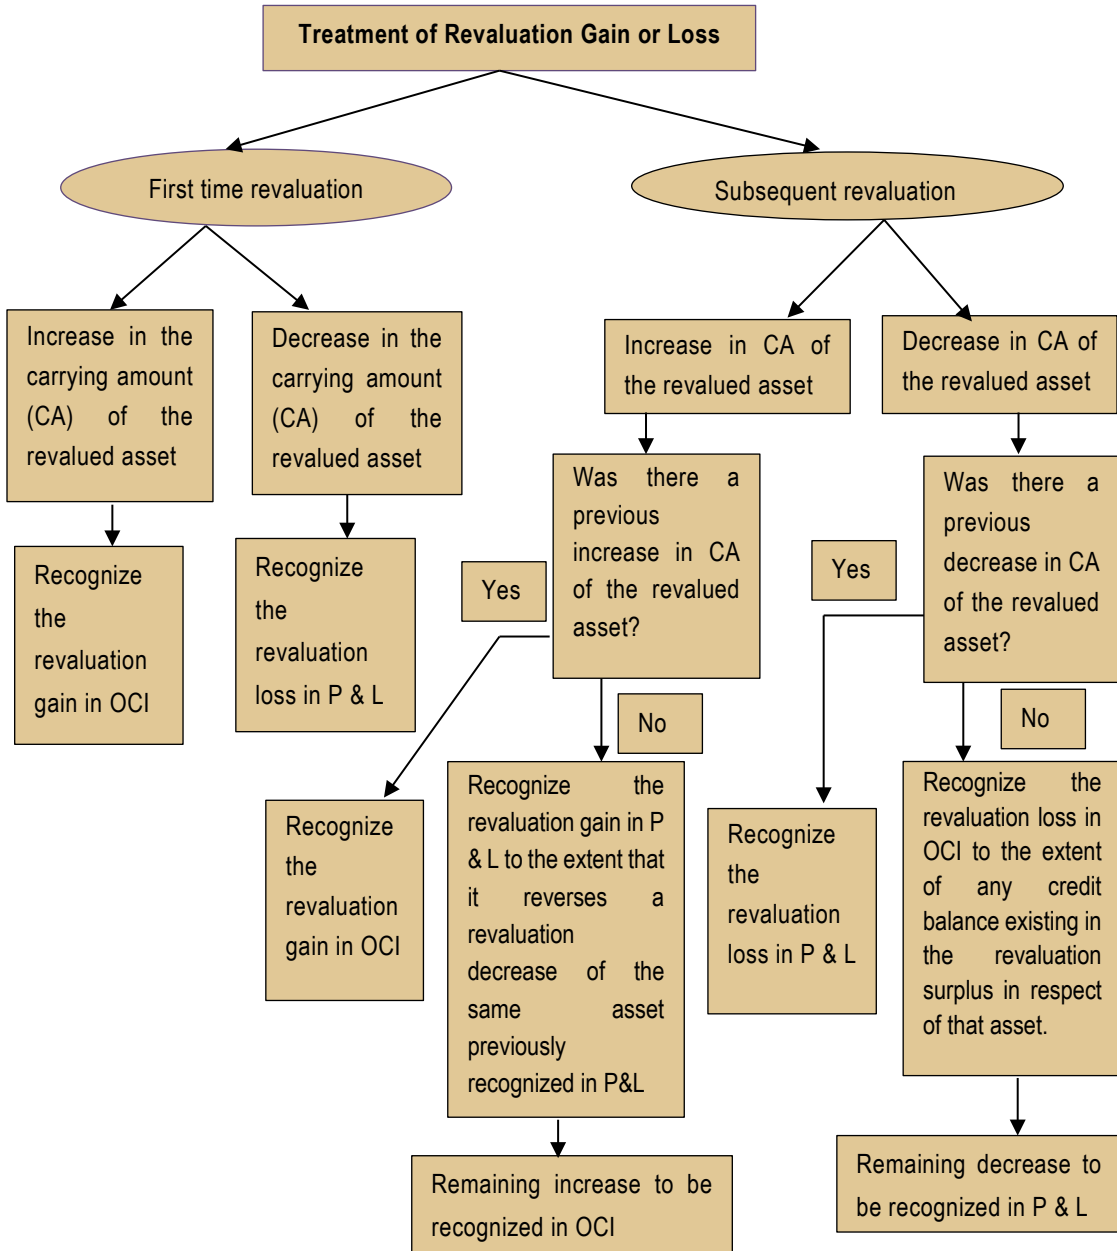 Treatment of Revaluation Gain or Loss
First time revaluation
Subsequent revaluation
Increase in the
carrying amount
(CA) of the
revalued asset
Decrease in the
carrying amount
(CA) of the
revalued asset
Increase in CA of
the revalued asset
Decrease in CA of
the revalued asset
Recognize
the
revaluation
gain in OCI
Recognize
the
revaluation
loss in P & L
Was there a
previous
increase in CA
of the revalued
asset?
Was there a
previous
decrease in CA
of the revalued
asset?
Yes
Yes
No
No
Recognize
the
revaluation
gain in OCI
Recognize the
revaluation gain in P
& L to the extent that
it reverses a
revaluation
decrease of the
same asset
previously
recognized in P&L
Recognize
the
revaluation
loss in P & L
Recognize the
revaluation loss in
OCI to the extent
of any credit
balance existing in
the revaluation
surplus in respect
of that asset.
Remaining increase to be
recognized in OCI
Remaining decrease to
be recognized in P & L